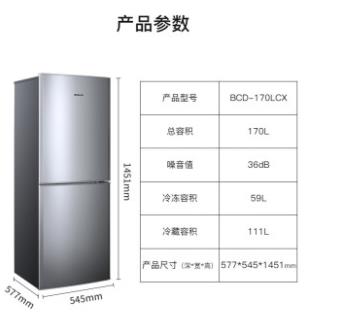 产品参数
产品型号 BCD-170LCX
总容积 170L
噪音值 36dB
冷冻容积 59L
冷藏容积 111L
产品尺寸（深*宽*高） 577*545*1451mm
1451mm
577mm
545mm